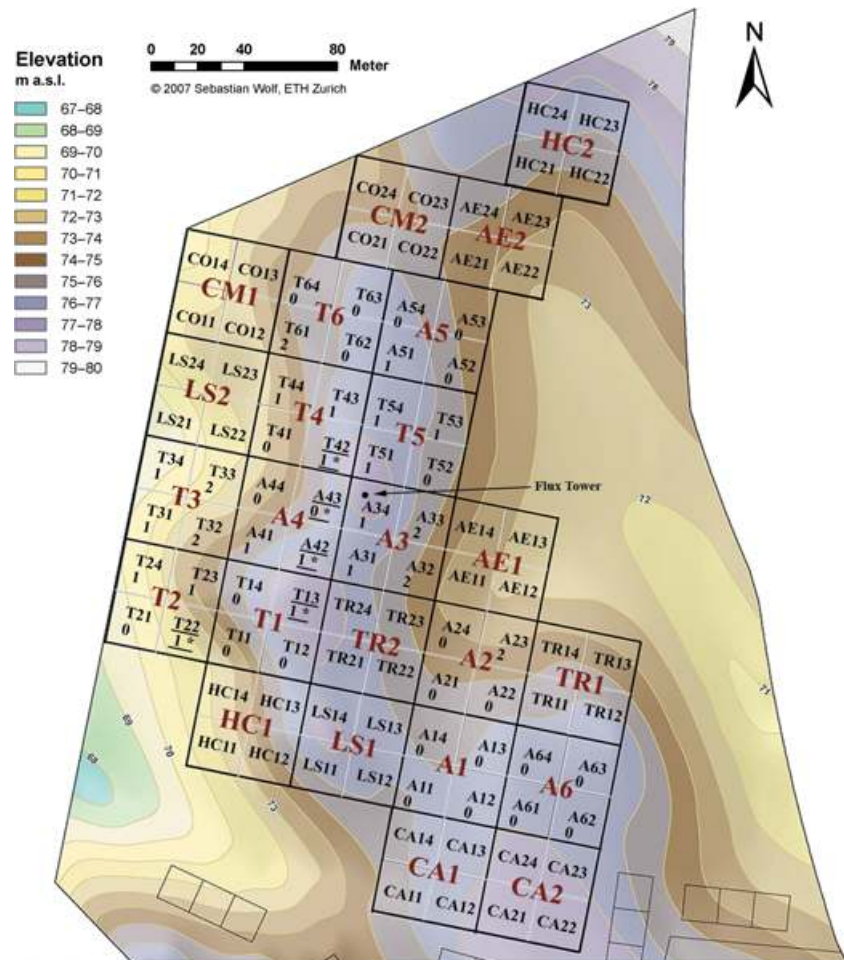 Elevation
m a.s.l.
67–68
68–69
69–70
70–71
71–72
72–73
73–74
74–75
75–76
76–77
77–78
78–79
79–80
0 20 40 80
Meter
© 2007 Sebastian Wolf, ETH Zurich
N
79
78
HC24 HC23
HC2
HC21 HC22
CO24 CO23
CM2
CO21 CO22
AE24 AE23
AE2
AE21 AE22
CO14 CO13
CM1
CO11 CO12
T64 T63
0 0
T6
T61 T62
2 0
A54 A53
0 0
A5
A51 A52
1 0
73
LS24 LS23
LS2
LS21 LS22
T44 T43
1 1
T4
T41 T42
0 1 *
T54 T53
1 1
T5
T51 T52
1 0
Flux Tower
72
T34 T33
1 2
T3
T31 T32
1 2
A44 A43
0 0 *
A4
A41 A42
1 1 *
A34 A33
1 2
A3
A31 A32
1 2
AE14 AE13
AE1
AE11 AE12
T24 T23
1 1
T2
T21 T22
0 1 *
T14 T13
0 1 *
T1
T11 T12
0 0
TR24 TR23
TR2
TR21 TR22
A24 A23
0 2
A2
A21 A22
0 0
TR14 TR13
TR1
TR11 TR12
71
HC14 HC13
HC1
HC11 HC12
LS14 LS13
LS1
LS11 LS12
A14 A13
0 0
A1
A11 A12
0 0
A64 A63
0 0
A6
A61 A62
0 0
69
70
68
73
CA14 CA13
CA1
CA11 CA12
CA24 CA23
CA2
CA21 CA22